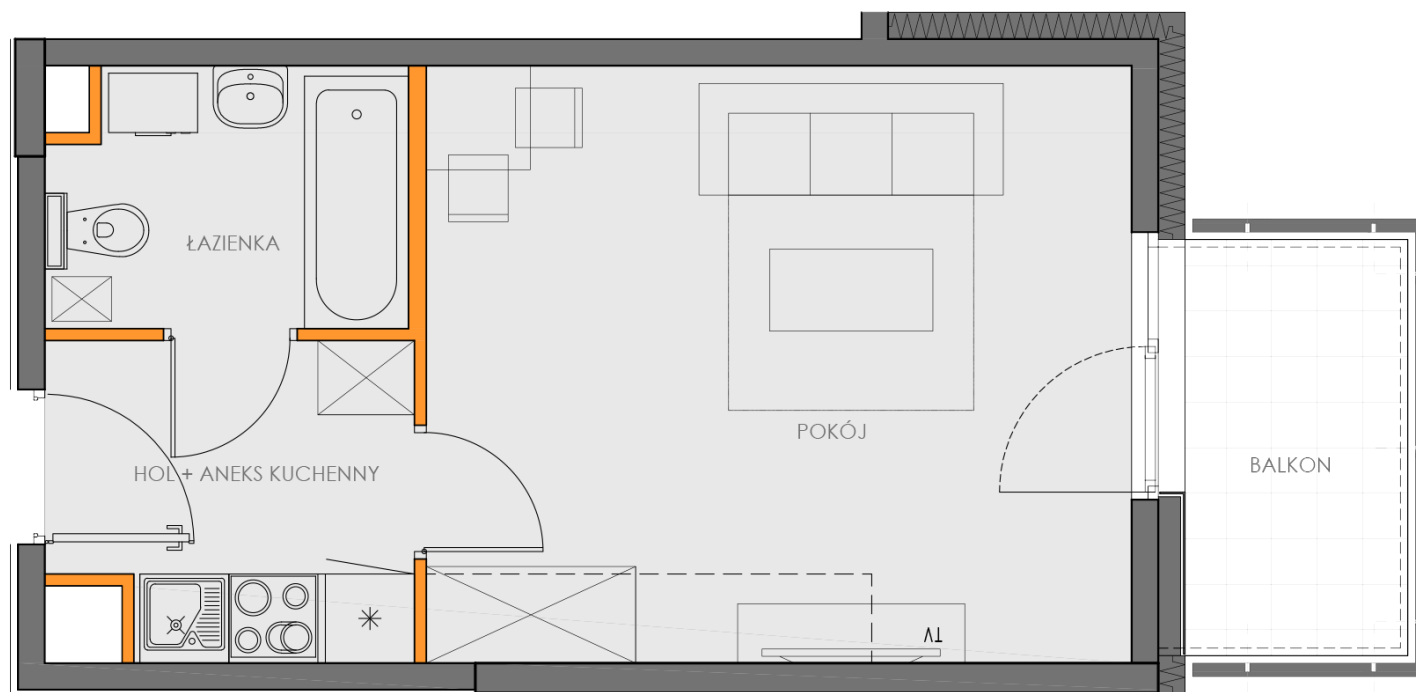 ŁAZIENKA
POKÓJ
BALKON
HOL + ANEKS KUCHENNY
TV